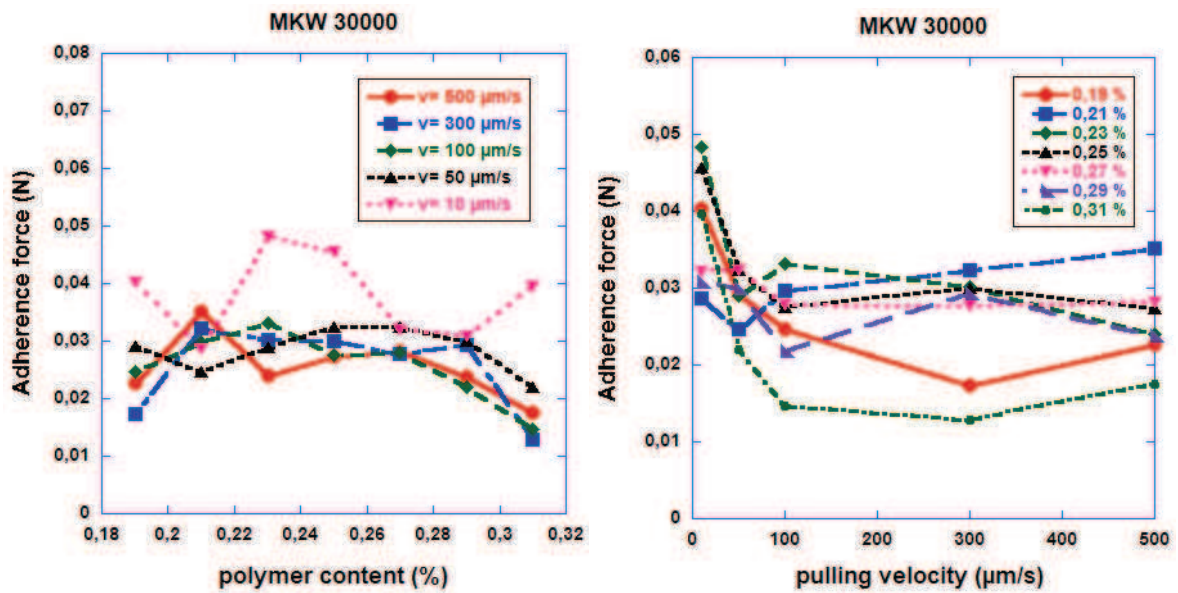 MKW 30000
0,08
0,07
0,06
0,05
0,04
0,03
0,02
0,01
0
Adherence force (N)
v= 500 µm/s
v= 300 µm/s
v= 100 µm/s
v= 50 µm/s
v= 10 µm/s
0,18 0,2 0,22 0,24 0,26 0,28 0,3 0,32
polymer content (%)
MKW 30000
0,06
0,05
0,04
0,03
0,02
0,01
0
Adherence force (N)
0,19 %
0,21 %
0,23 %
0,25 %
0,27 %
0,29 %
0,31 %
0 100 200 300 400 500
pulling velocity (µm/s)